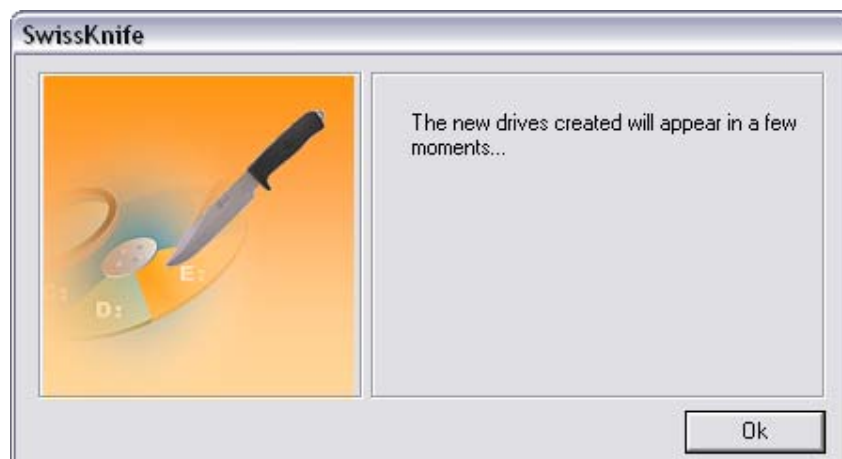 SwissKnife
The new drives created will appear in a few
moments...
C:
D:
E:
Ok